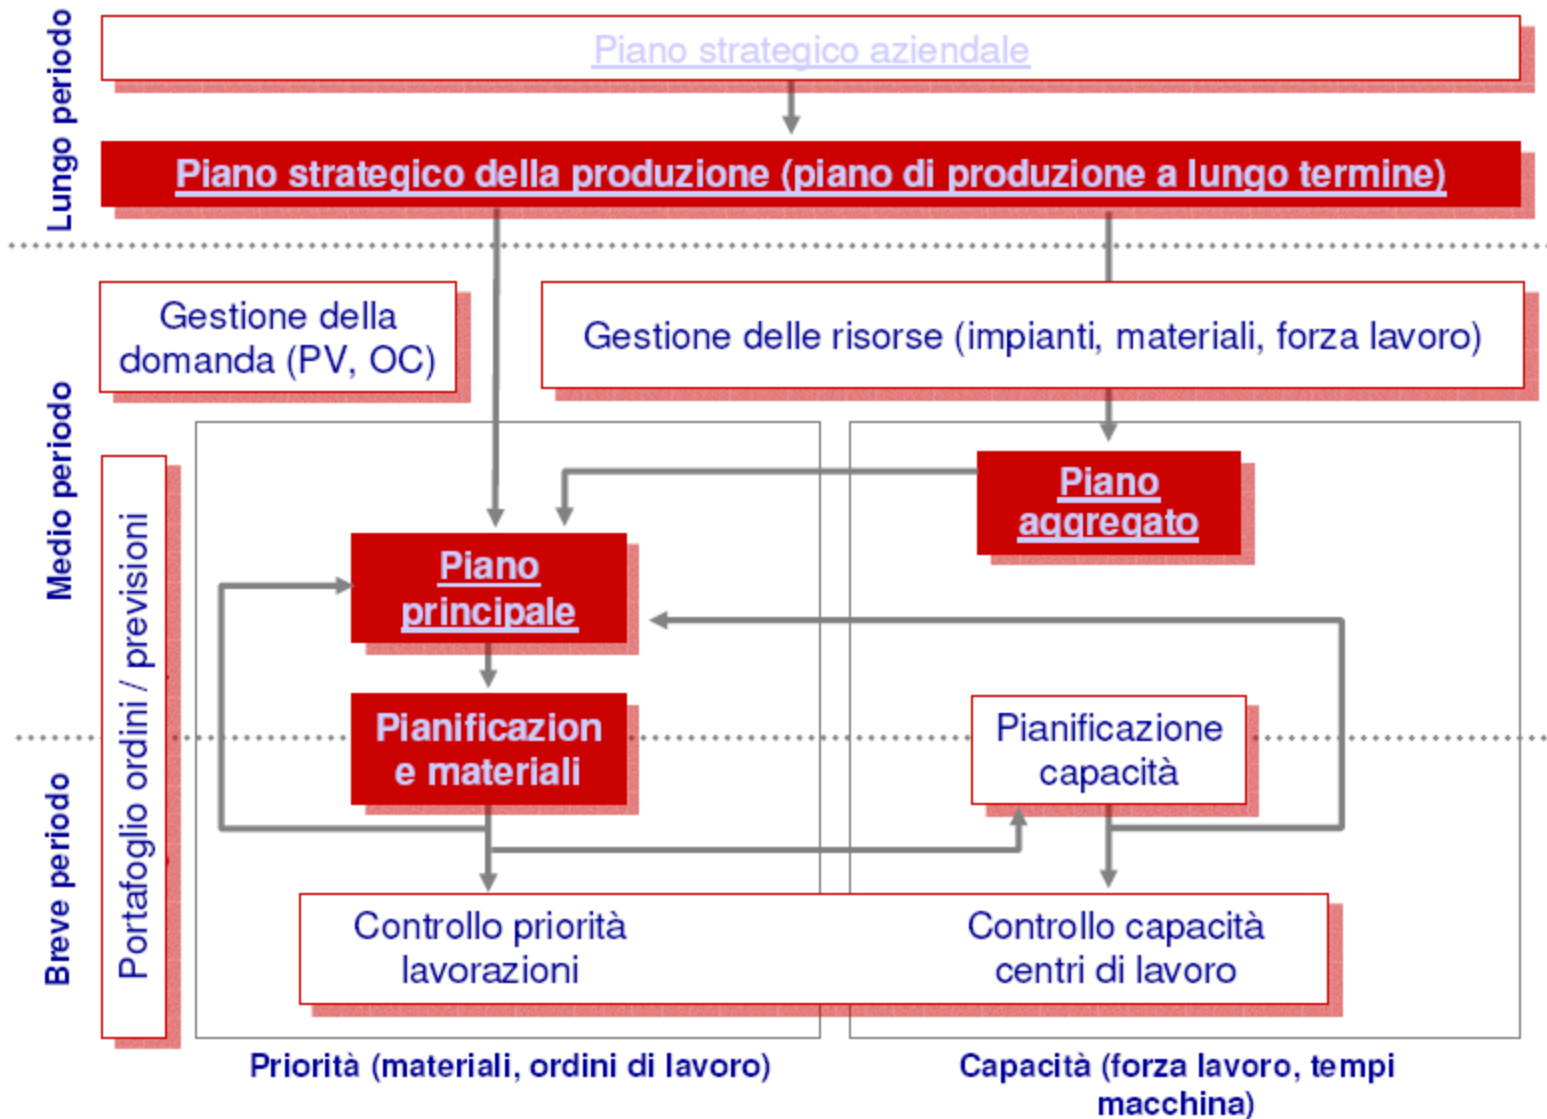 Lungo periodo
Piano strategico aziendale
Piano strategico della produzione (piano di produzione a lungo termine)
Medio periodo
Gestione della
domanda (PV, OC)
Gestione delle risorse (impianti, materiali, forza lavoro)
Portafoglio ordini / previsioni
Piano
aggregato
Piano
principale
Pianificazion
e materiali
Pianificazione
capacità
Breve periodo
Controllo priorità
lavorazioni
Controllo capacità
centri di lavoro
Priorità (materiali, ordini di lavoro)
Capacità (forza lavoro, tempi
macchina)